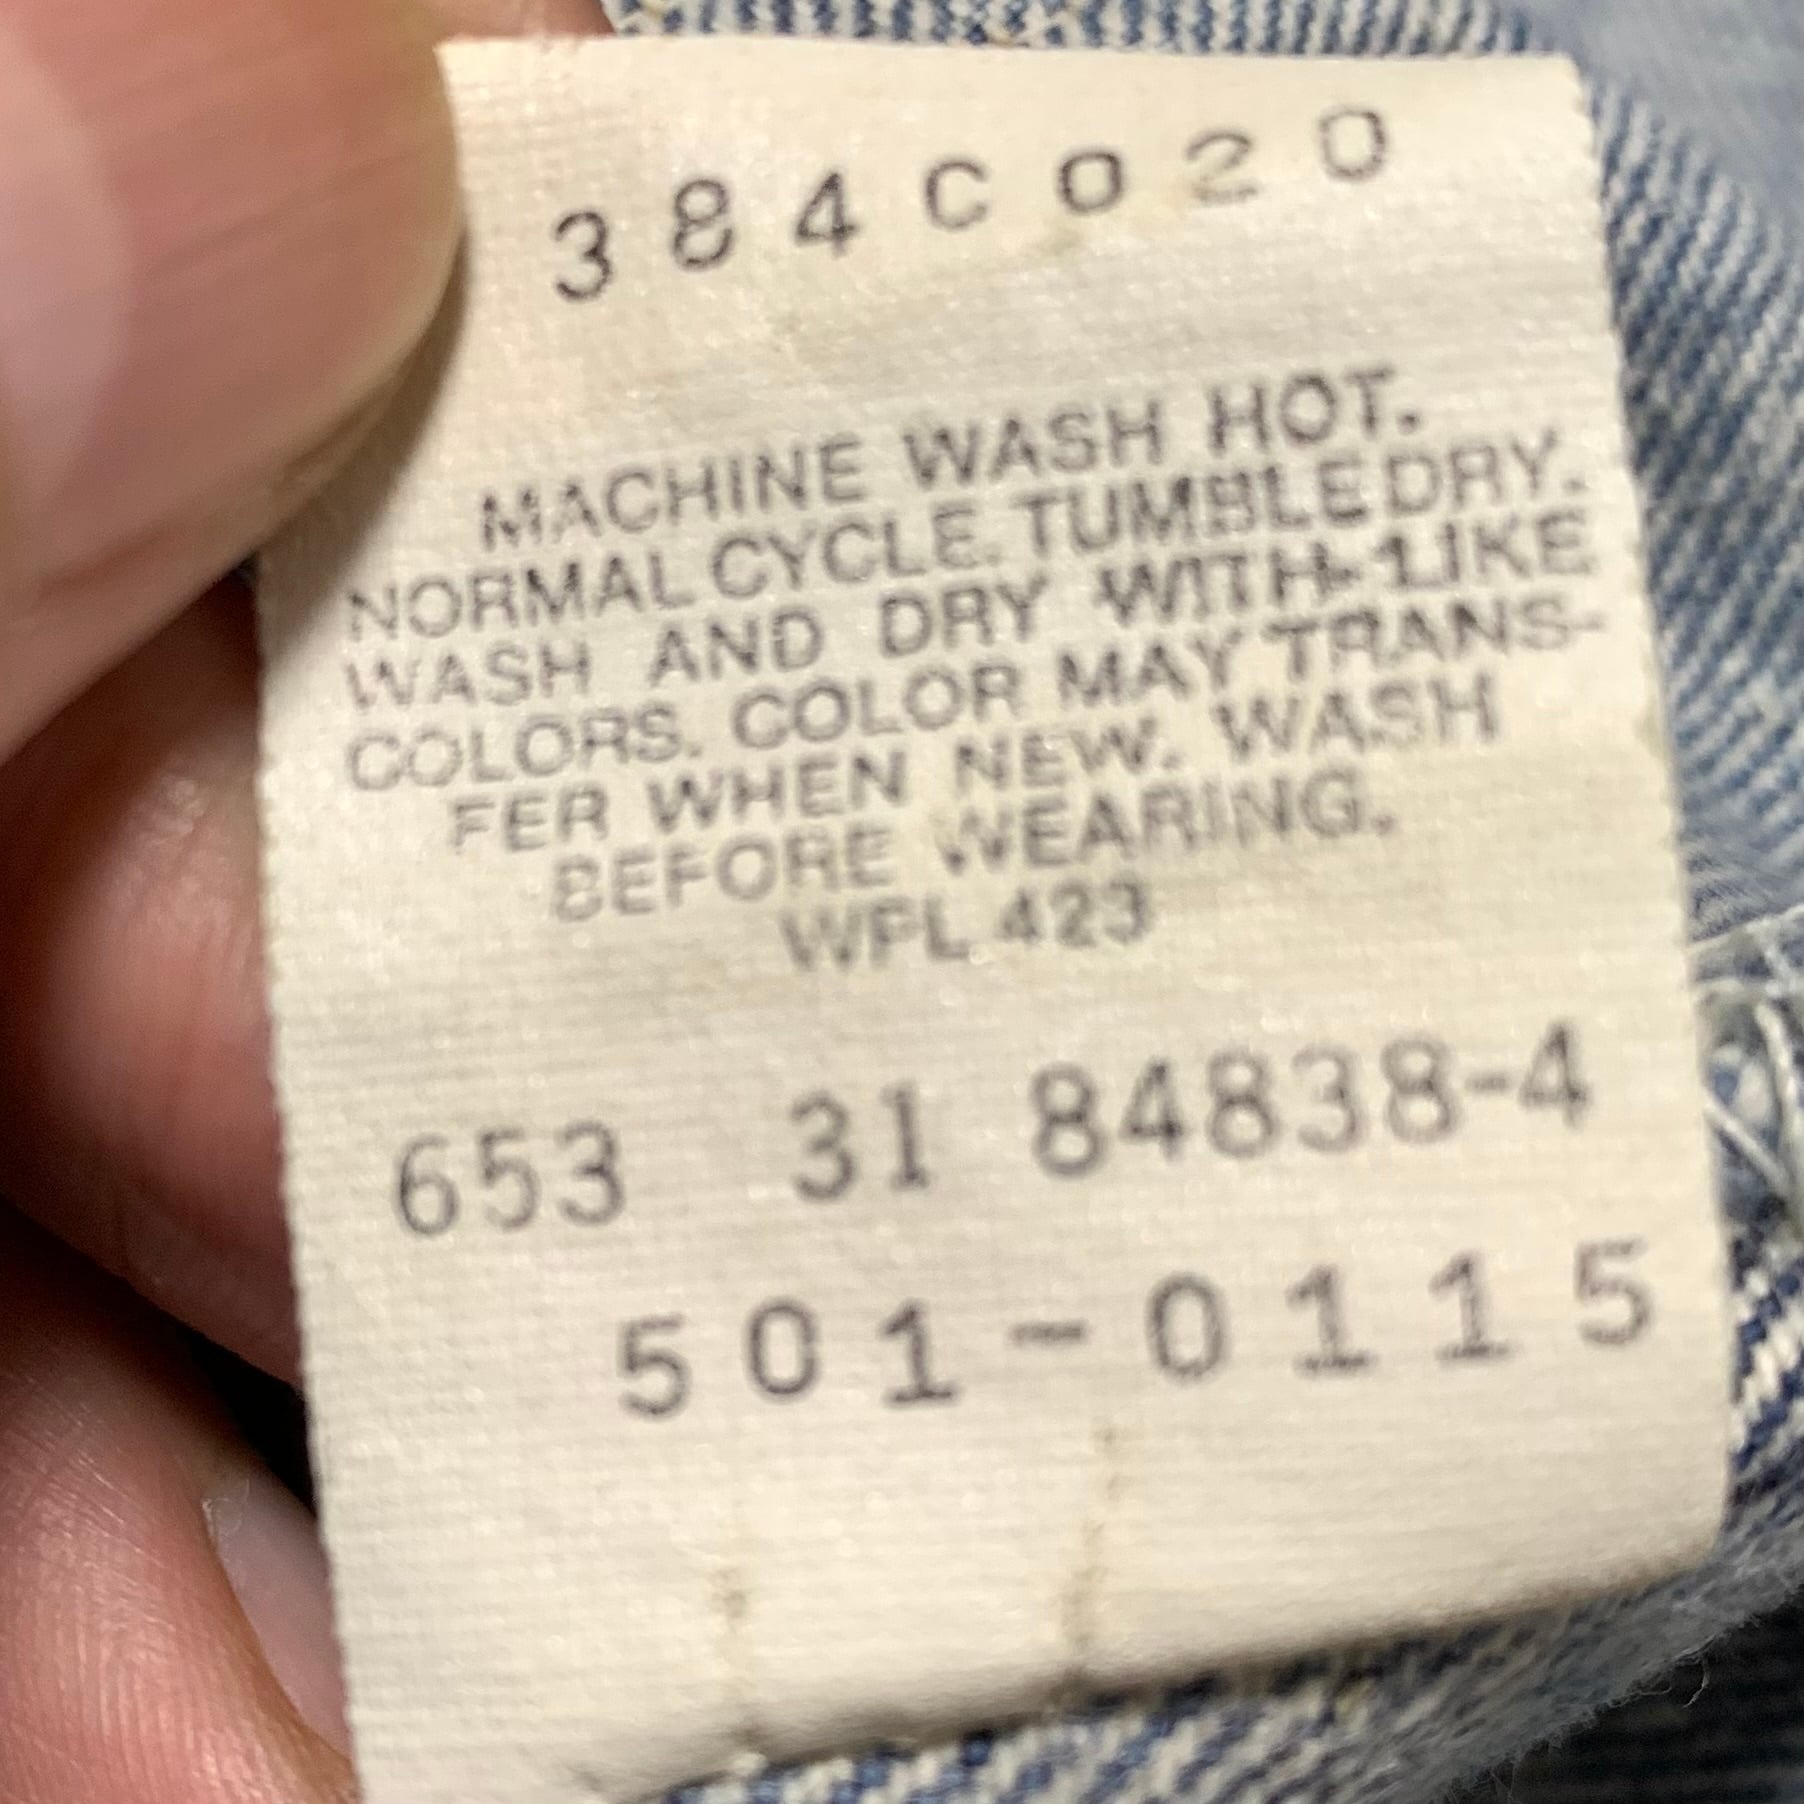 384C020
MACHINE WASH HOT.
NORMAL CYCLE. TUMBLE DRY.
WASH AND DRY WITH LIKE
COLORS. COLOR MAY TRANS-
FER WHEN NEW. WASH
BEFORE WEARING.
WPL 423
653 31 84838-4
501-0115